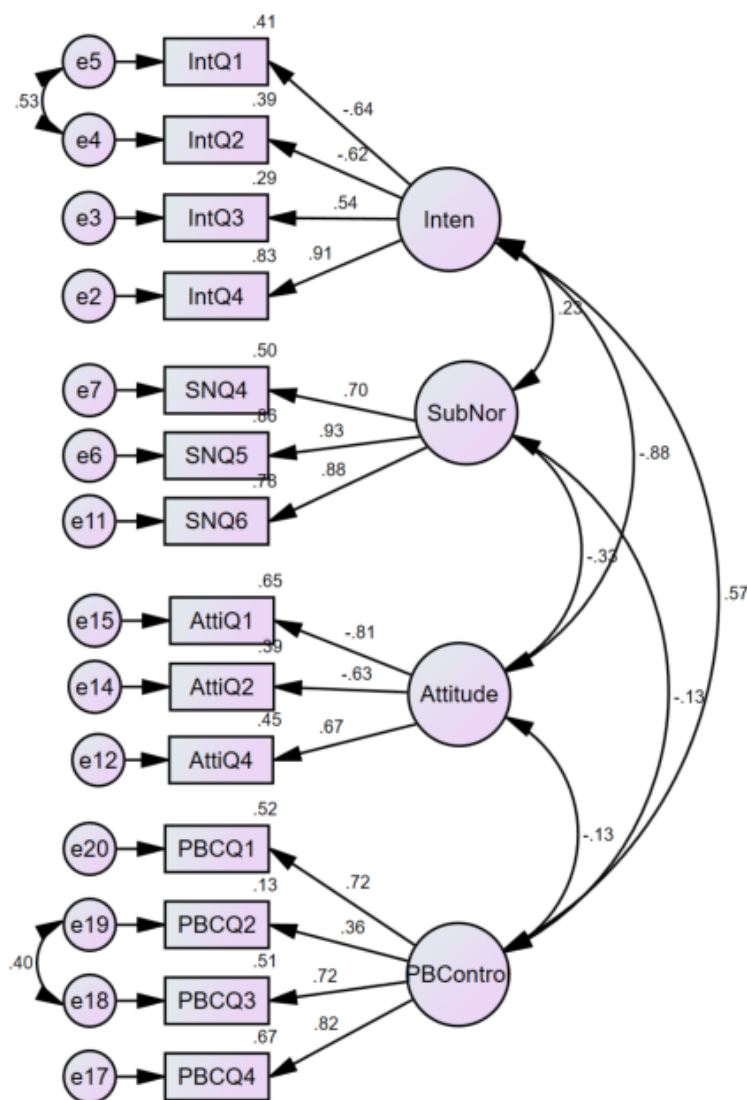 .41
e5 IntQ1
-.64
.53
.39
e4 IntQ2
-.62
.29
e3 IntQ3 .54 Inten
.83
e2 IntQ4 .91
.23
.50
e7 SNQ4 .70 SubNor
.86
e6 SNQ5 .93
-.88
.78
e11 SNQ6 .88
-.33
.65
e15 AttiQ1 -.81
.57
.39
e14 AttiQ2 -.63 Attitude
-.13
.45
e12 AttiQ4 .67
.52
e20 PBCQ1 .72
-.13
.13
e19 PBCQ2 .36
.40
.51
e18 PBCQ3 .72 PBContro
.67
e17 PBCQ4 .82